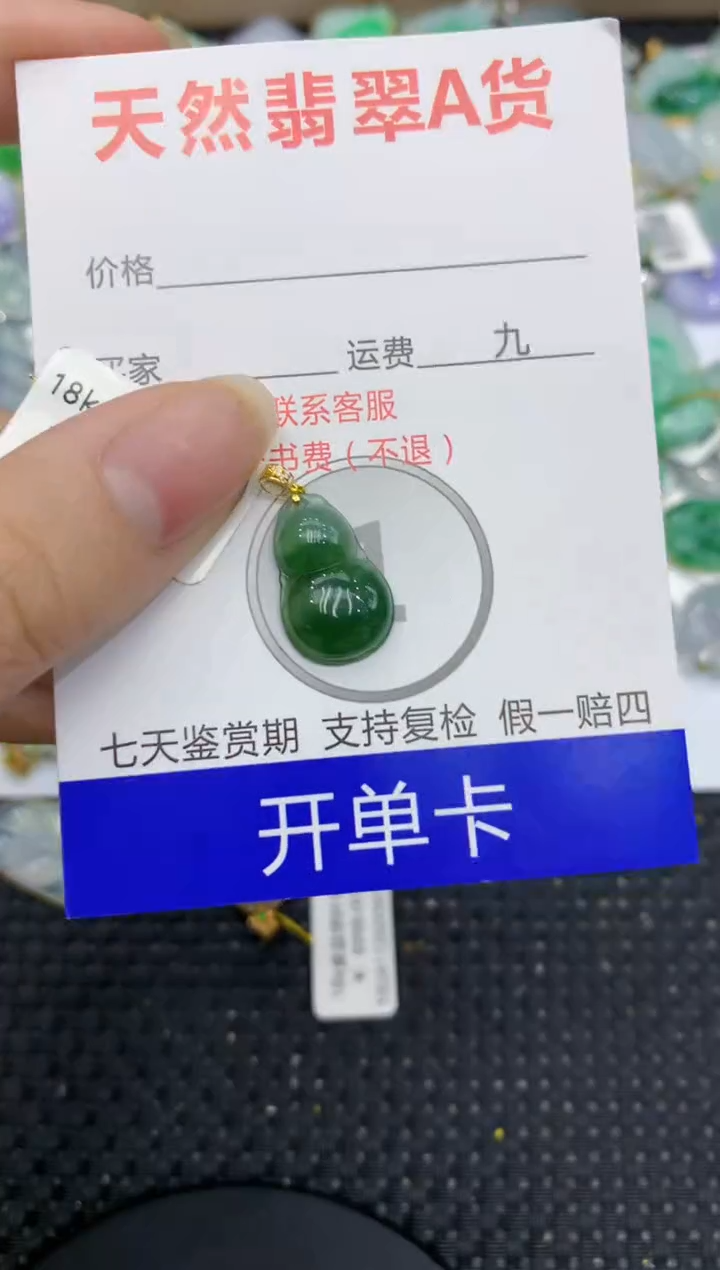 天然翡翠A货
价格
买家 运费 九
联系客服
书费（不退）
18K
七天鉴赏期 支持复检 假一赔四
开单卡